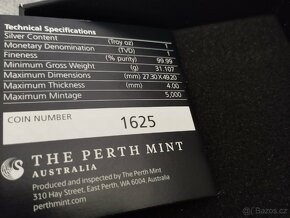 Technical Specifications
Silver Content (Troy oz) 1
Monetary Denomination (TVD) 1
Fineness (% purity) 99.99
Minimum Gross Weight (g) 31.107
Maximum Dimensions (mm) 27.30 X 49.20
Maximum Thickness (mm) 4.00
Maximum Mintage 5,000
COIN NUMBER 1625
THE PERTH MINT
AUSTRALIA
Produced and inspected by The Perth Mint
310 Hay Street, East Perth, WA 6004, Australia
perthmint.com
Sbazar.cz